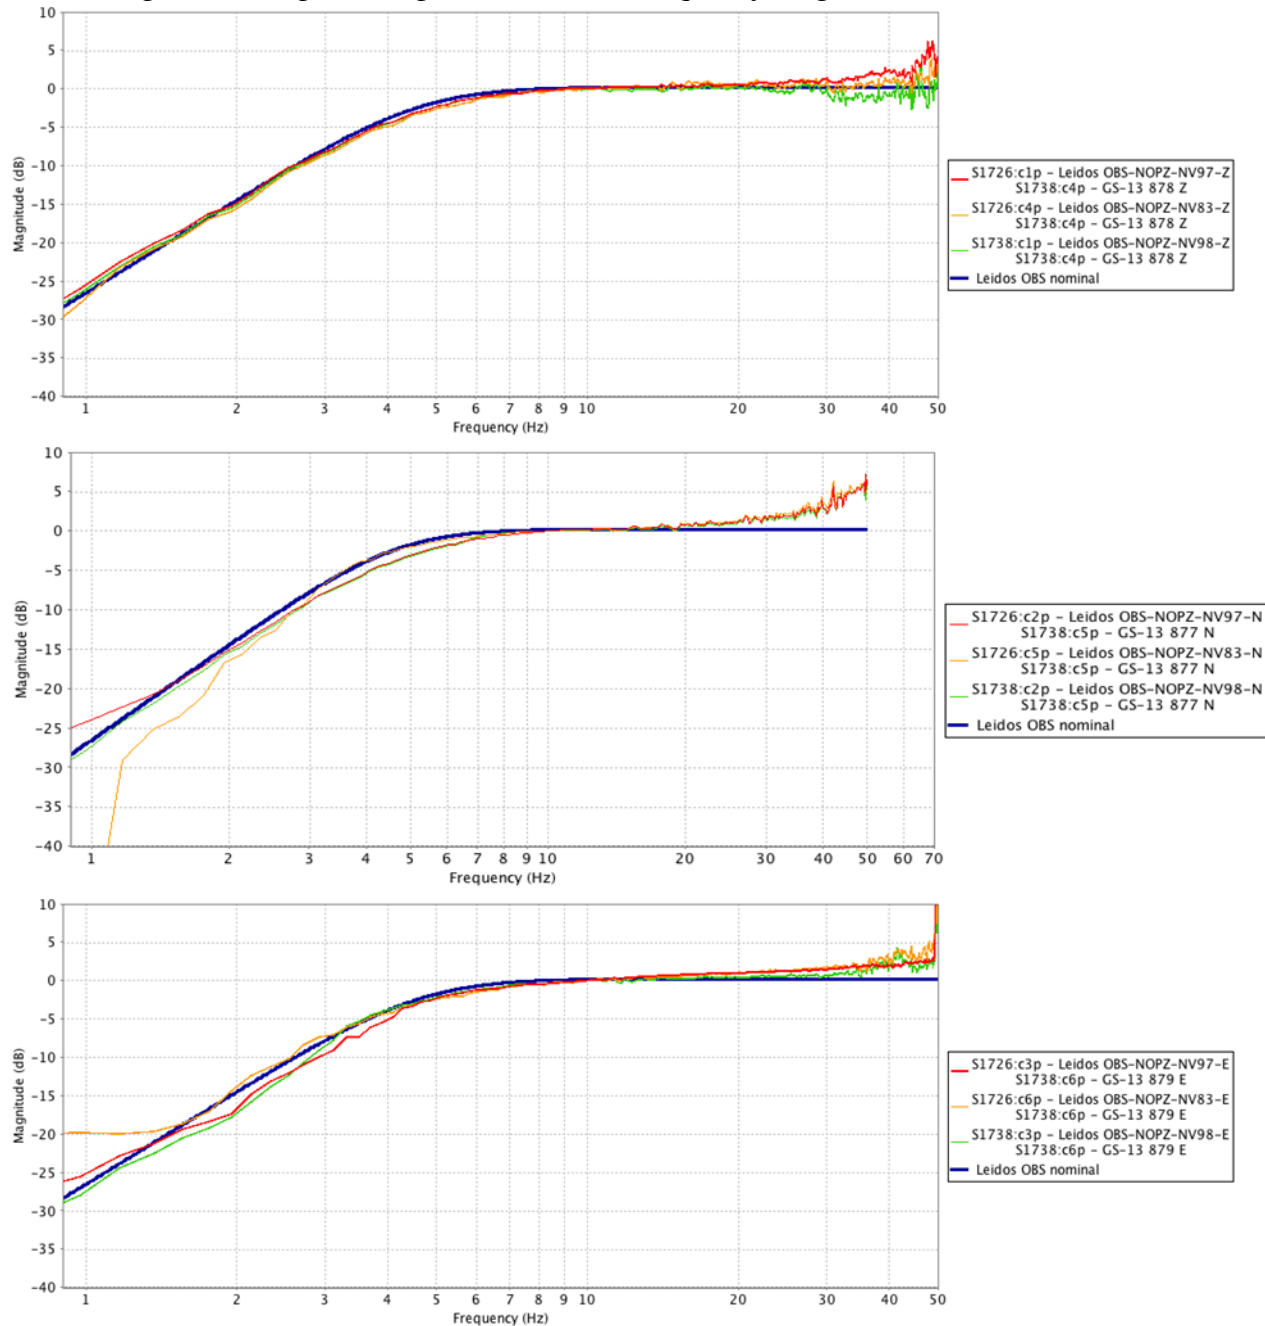 10
5
0
-5
-10
-15
-20
-25
-30
-35
-40
Magnitude (dB)
1 2 3 4 5 6 7 8 9 10 20 30 40 50
Frequency (Hz)
S1726:c1p - Leidos OBS-NOPZ-NV97-Z
S1738:c4p - GS-13 878 Z
S1726:c4p - Leidos OBS-NOPZ-NV83-Z
S1738:c4p - GS-13 878 Z
S1738:c1p - Leidos OBS-NOPZ-NV98-Z
S1738:c4p - GS-13 878 Z
Leidos OBS nominal
10
5
0
-5
-10
-15
-20
-25
-30
-35
-40
Magnitude (dB)
1 2 3 4 5 6 7 8 9 10 20 30 40 50 60 70
Frequency (Hz)
S1726:c2p - Leidos OBS-NOPZ-NV97-N
S1738:c5p - GS-13 877 N
S1726:c5p - Leidos OBS-NOPZ-NV83-N
S1738:c5p - GS-13 877 N
S1738:c2p - Leidos OBS-NOPZ-NV98-N
S1738:c5p - GS-13 877 N
Leidos OBS nominal
10
5
0
-5
-10
-15
-20
-25
-30
-35
-40
Magnitude (dB)
1 2 3 4 5 6 7 8 9 10 20 30 40 50
Frequency (Hz)
S1726:c3p - Leidos OBS-NOPZ-NV97-E
S1738:c6p - GS-13 879 E
S1726:c6p - Leidos OBS-NOPZ-NV83-E
S1738:c6p - GS-13 879 E
S1738:c3p - Leidos OBS-NOPZ-NV98-E
S1738:c6p - GS-13 879 E
Leidos OBS nominal